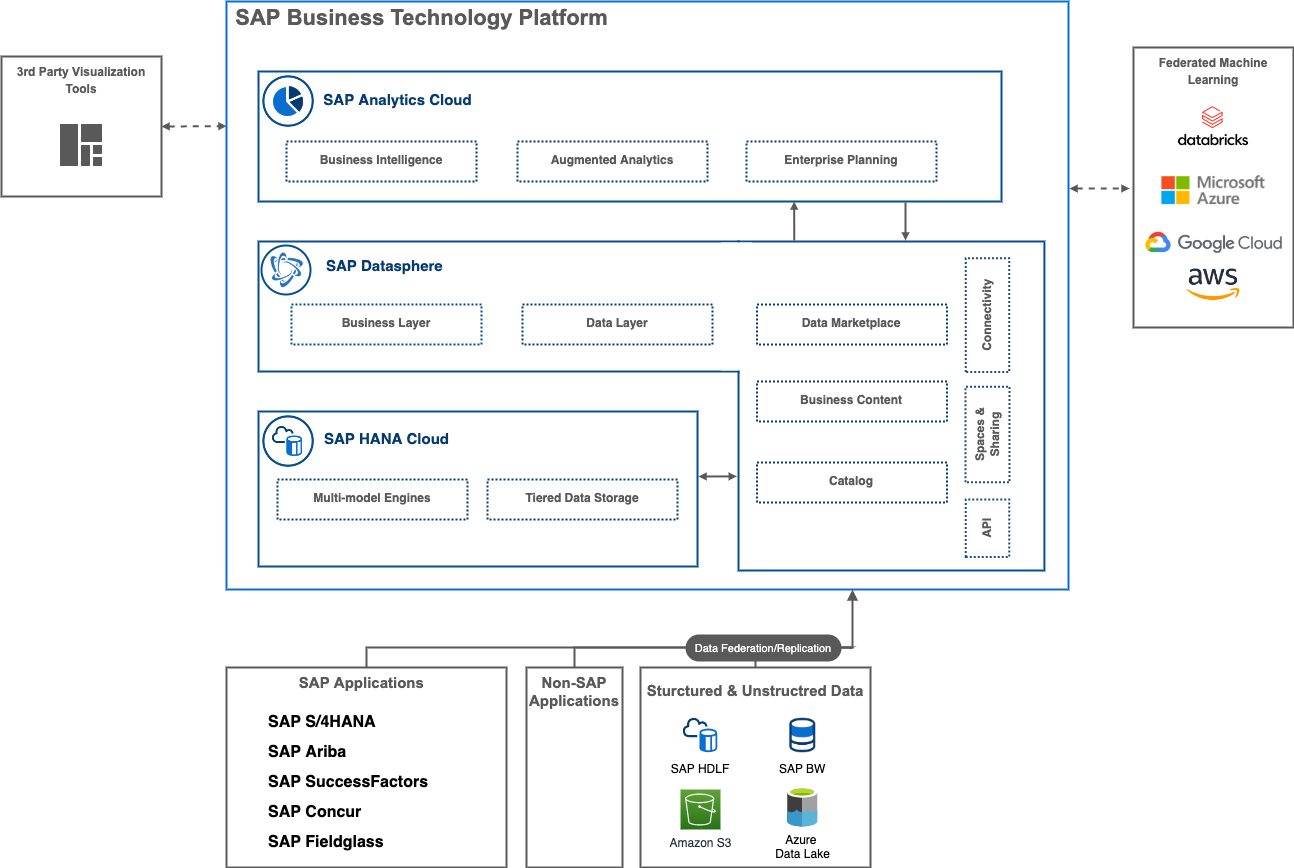 SAP Business Technology Platform
3rd Party Visualization
Tools
Federated Machine
Learning
databricks
Microsoft
Azure
Google Cloud
aws
SAP Analytics Cloud
Business Intelligence
Augmented Analytics
Enterprise Planning
SAP Datasphere
Business Layer
Data Layer
Data Marketplace
Connectivity
Business Content
Spaces &
Sharing
Catalog
API
SAP HANA Cloud
Multi-model Engines
Tiered Data Storage
Data Federation/Replication
SAP Applications
SAP S/4HANA
SAP Ariba
SAP SuccessFactors
SAP Concur
SAP Fieldglass
Non-SAP
Applications
Sturctured & Unstructred Data
SAP HDLF
SAP BW
Amazon S3
Azure
Data Lake